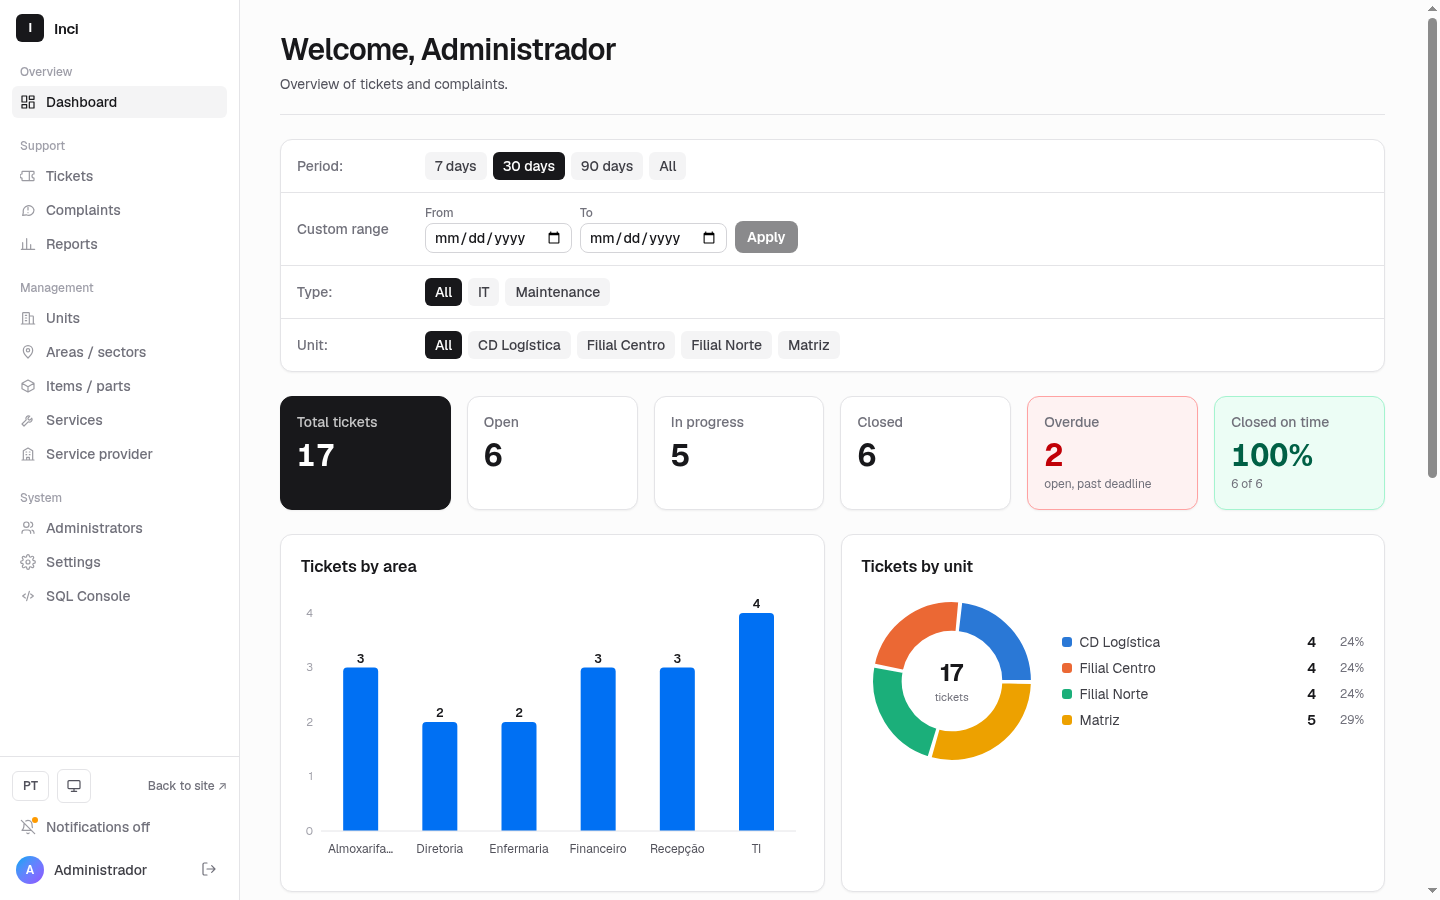 I Inci
Overview
Dashboard
Support
Tickets
Complaints
Reports
Management
Units
Areas / sectors
Items / parts
Services
Service provider
System
Administrators
Settings
SQL Console
PT Back to site ↗
Notifications off
A Administrador
Welcome, Administrador
Overview of tickets and complaints.
Period: 7 days 30 days 90 days All
From To
Custom range mm/dd/yyyy mm/dd/yyyy Apply
Type: All IT Maintenance
Unit: All CD Logística Filial Centro Filial Norte Matriz
Total tickets
17
Open
6
In progress
5
Closed
6
Overdue
2
open, past deadline
Closed on time
100%
6 of 6
Tickets by area
4
3
2
1
0
3 2 2 3 3 4
Almoxarifa... Diretoria Enfermaria Financeiro Recepção TI
Tickets by unit
17
tickets
CD Logística 4 24%
Filial Centro 4 24%
Filial Norte 4 24%
Matriz 5 29%